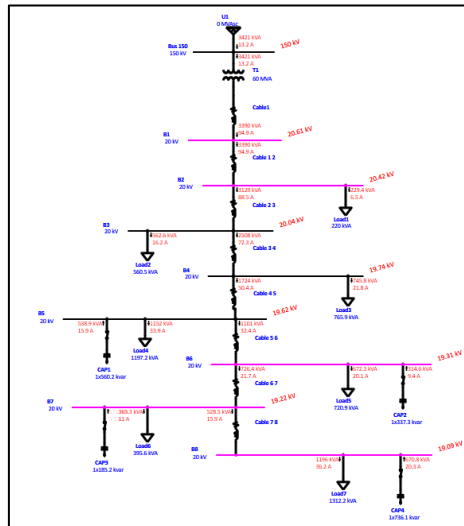 U1
0 MVAsc
3421 kVA
13.2 A
150 kV
Bus 150
150 kV
3421 kVA
13.2 A
T1
60 MVA
Cable1
3390 kVA
94.9 A
20.61 kV
B1
20 kV
3390 kVA
94.9 A
Cable 1 2
20.42 kV
B2
20 kV
3129 kVA
88.5 A
229.4 kVA
6.5 A
Cable 2 3
Load1
220 kVA
20.04 kV
B3
20 kV
562.6 kVA
16.2 A
2508 kVA
72.3 A
Load2
560.5 kVA
Cable 3 4
19.74 kV
B4
20 kV
1724 kVA
50.4 A
745.8 kVA
21.8 A
Cable 4 5
Load3
765.9 kVA
19.62 kV
B5
20 kV
538.9 kVA
15.9 A
1152 kVA
33.9 A
1101 kVA
32.4 A
Cable 5 6
CAP1
1x560.2 kvar
Load4
1197.2 kVA
19.31 kV
B6
20 kV
726.4 kVA
21.7 A
672.3 kVA
20.1 A
314.6 kVA
9.4 A
Cable 6 7
Load5
720.9 kVA
CAP2
1x337.3 kvar
19.22 kV
B7
20 kV
366.3 kVA
11 A
528.5 kVA
15.9 A
Cable 7 8
CAP3
1x185.2 kvar
Load6
395.6 kVA
19.09 kV
B8
20 kV
1196 kVA
36.2 A
670.8 kVA
20.3 A
Load7
1312.2 kVA
CAP4
1x736.1 kvar